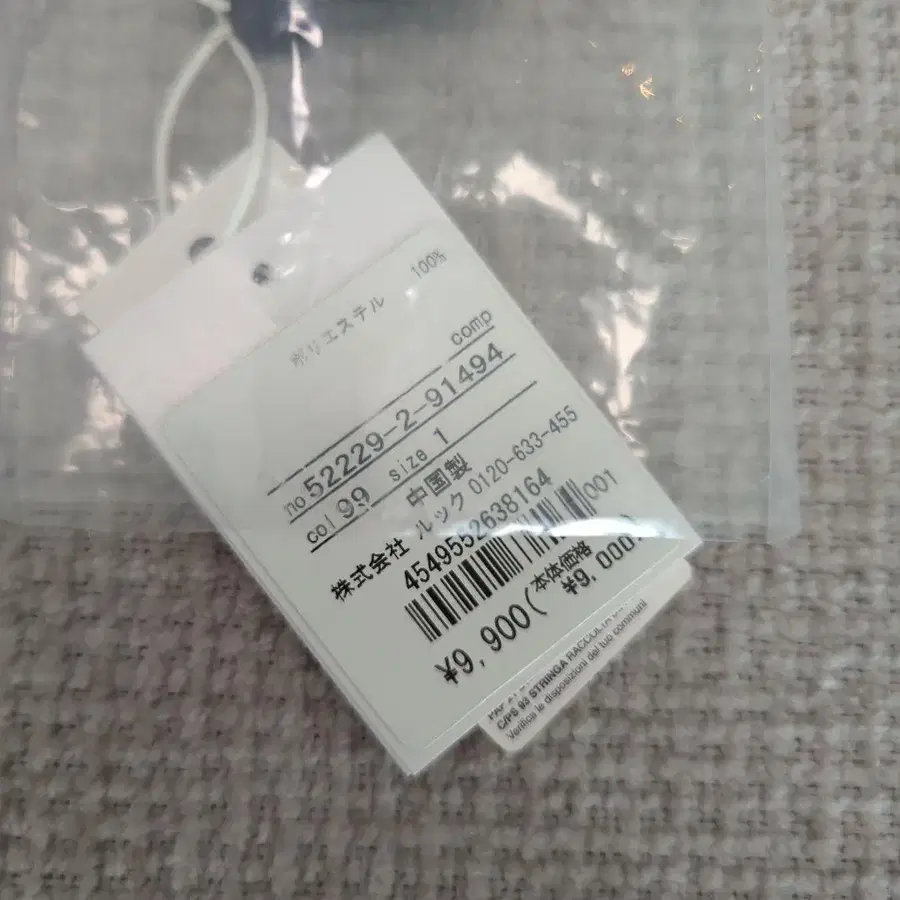 ポリエステル 100%
comp
no 52229-2-91494
col 99 size 1
中国製
株式会社 ルック 0120-633-455
4549552638164
001
¥9,900(本体価格 ¥9,000)
C/PS 93 STRINGA RACCOLTA
Verifica le disposizioni del tuo comune